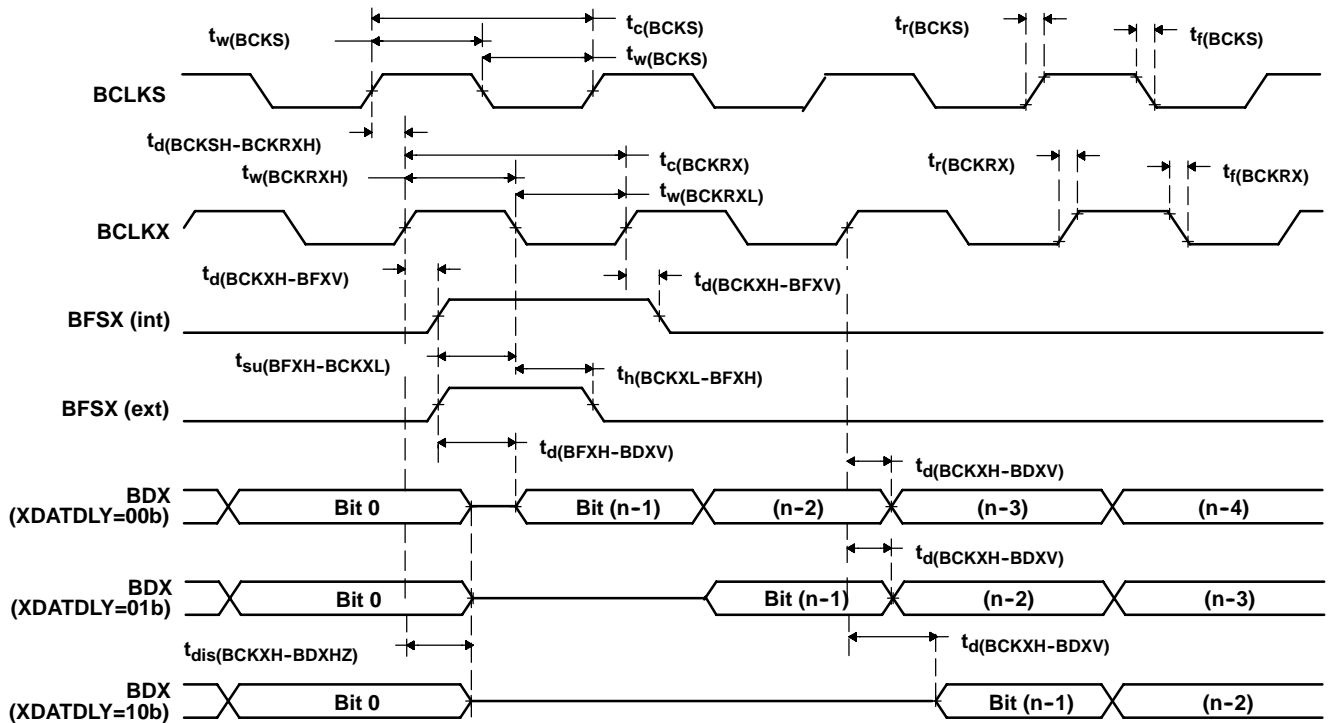 tc(BCKS)
tw(BCKS)
tw(BCKS)
tr(BCKS)
tf(BCKS)
BCLKS
td(BCKSH-BCKRXH)
tw(BCKRXH)
tc(BCKRX)
tw(BCKRXL)
tr(BCKRX)
tf(BCKRX)
BCLKX
td(BCKXH-BFXV)
td(BCKXH-BFXV)
BFSX (int)
tsu(BFXH-BCKXL)
th(BCKXL-BFXH)
BFSX (ext)
td(BFXH-BDXV)
td(BCKXH-BDXV)
BDX
(XDATDLY=00b)
Bit 0 Bit (n-1) (n-2) (n-3) (n-4)
td(BCKXH-BDXV)
BDX
(XDATDLY=01b)
Bit 0 Bit (n-1) (n-2) (n-3)
tdis(BCKXH-BDXHZ)
td(BCKXH-BDXV)
BDX
(XDATDLY=10b)
Bit 0 Bit (n-1) (n-2)